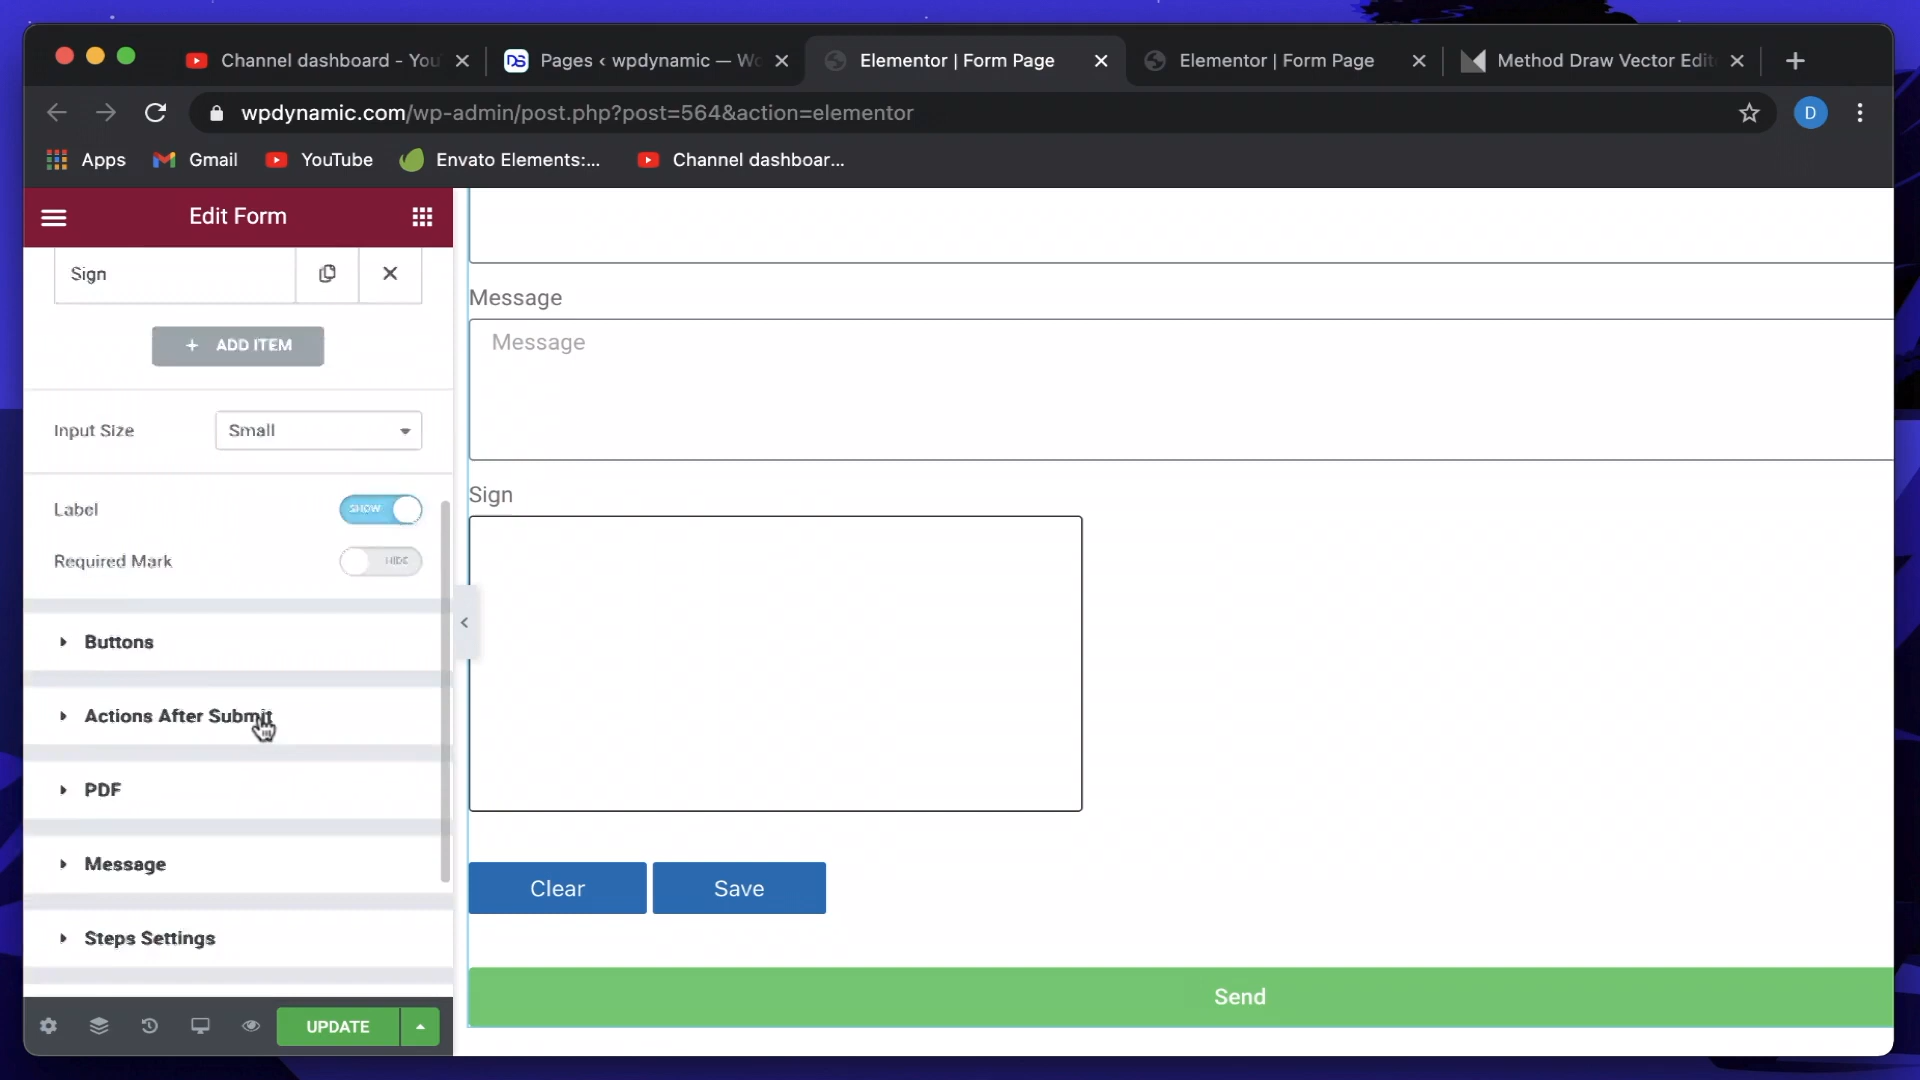 Channel dashboard - You
Pages ‹ wpdynamic — Wo
Elementor | Form Page
Elementor | Form Page
Method Draw Vector Edit
wpdynamic.com/wp-admin/post.php?post=564&action=elementor
D
Apps
Gmail
YouTube
Envato Elements:...
Channel dashboar...
Edit Form
Sign
+ ADD ITEM
Input Size
Small
Label
SHOW
Required Mark
HIDE
Buttons
Actions After Submit
PDF
Message
Steps Settings
UPDATE
Message
Message
Sign
Clear
Save
Send